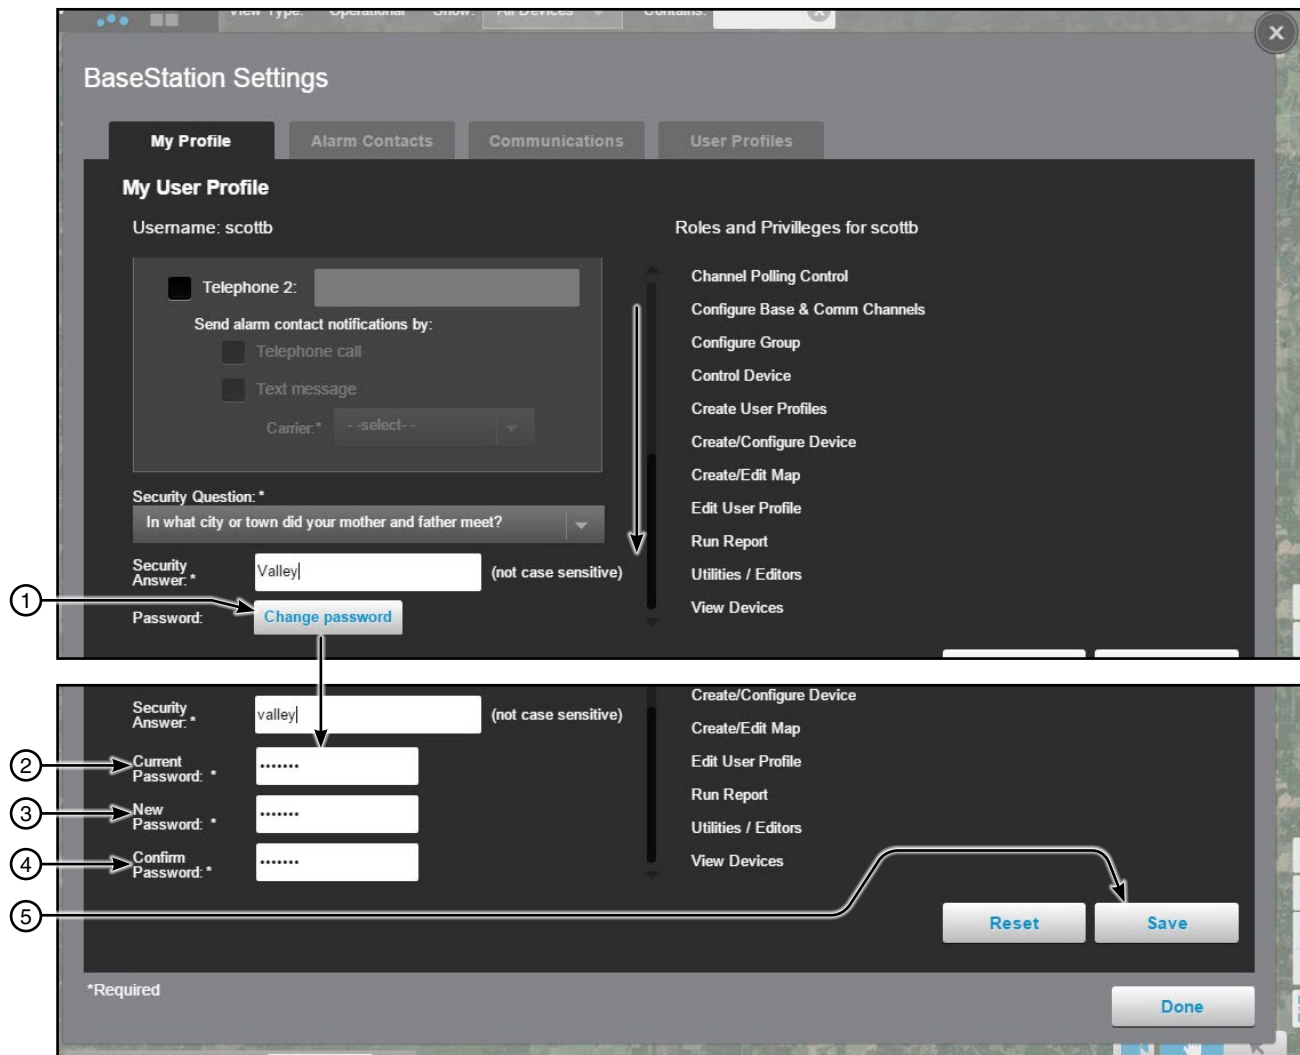 View Type: Operational Show: All Devices Contains:
X
BaseStation Settings
My Profile Alarm Contacts Communications User Profiles
My User Profile
Username: scottb
Roles and Privilleges for scottb
Telephone 2:
Send alarm contact notifications by:
Telephone call
Text message
Carrier:* - -select- -
Security Question: *
In what city or town did your mother and father meet?
Security
Answer: * Valley (not case sensitive)
1
Password: Change password
Channel Polling Control
Configure Base & Comm Channels
Configure Group
Control Device
Create User Profiles
Create/Configure Device
Create/Edit Map
Edit User Profile
Run Report
Utilities / Editors
View Devices
Security
Answer: * valley (not case sensitive)
2 Current
Password: * •••••••
3 New
Password: * •••••••
4 Confirm
Password: * •••••••
5
Create/Configure Device
Create/Edit Map
Edit User Profile
Run Report
Utilities / Editors
View Devices
Reset Save
*Required
Done